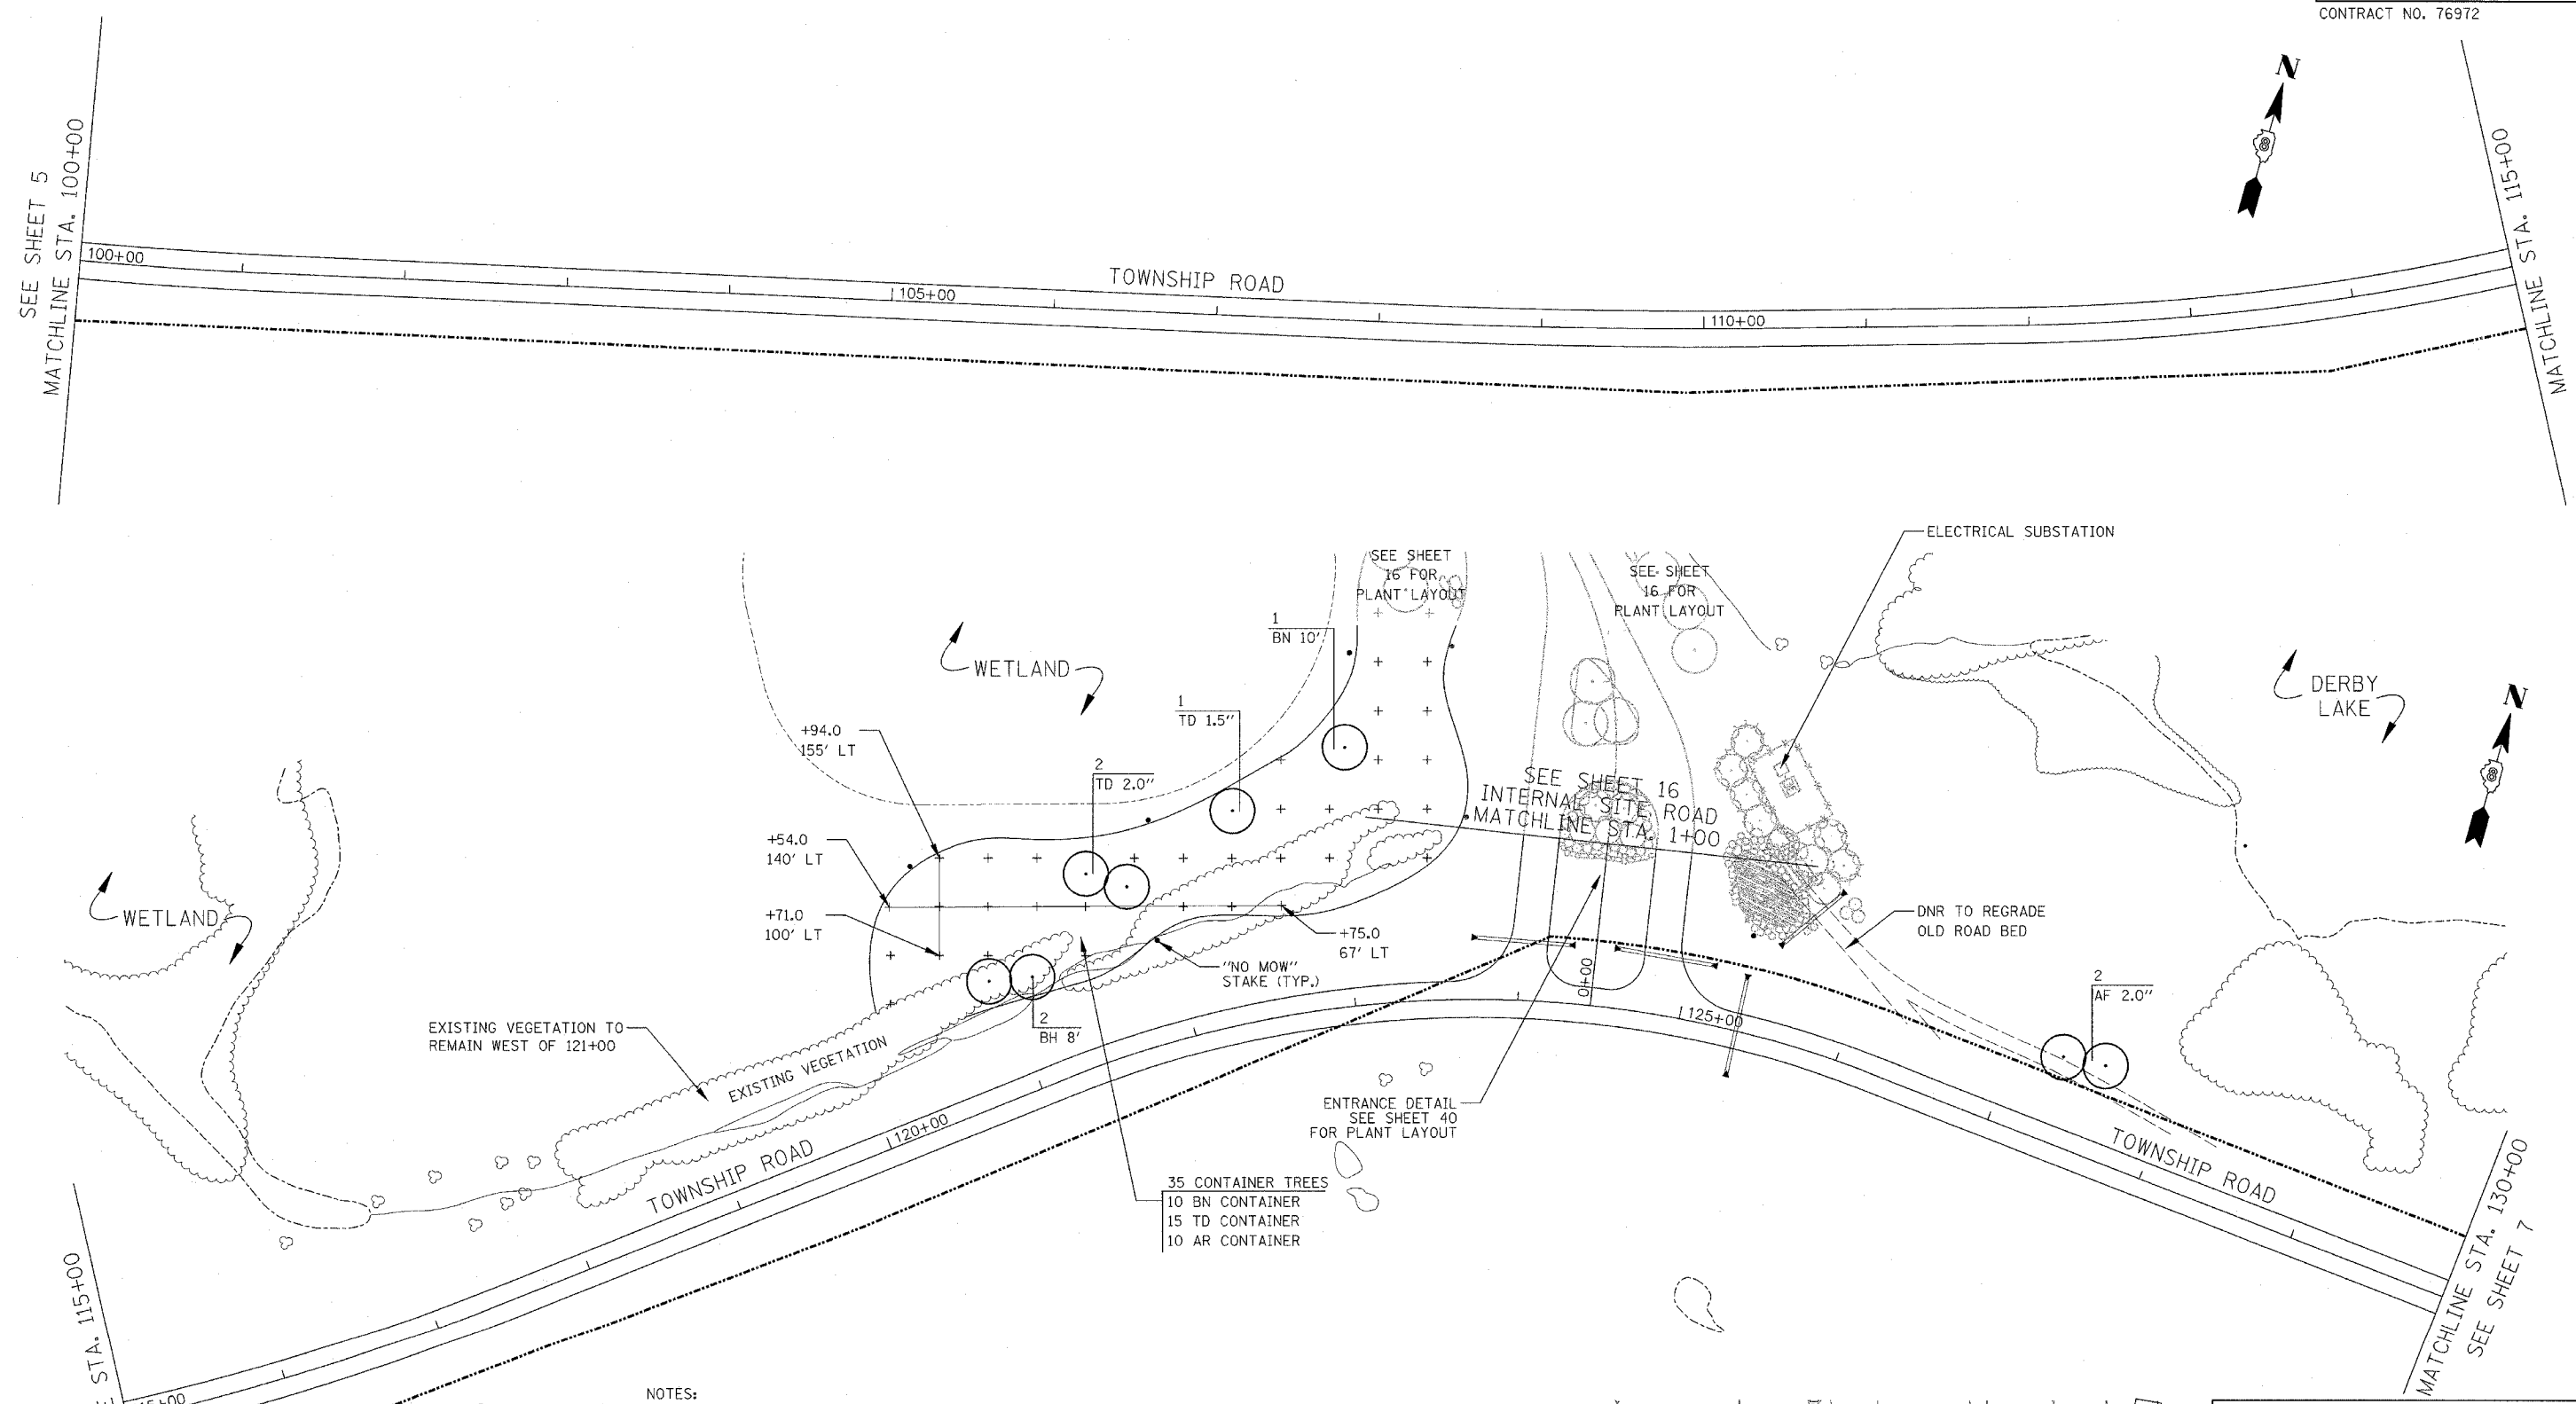 CONTRACT NO. 76972
N
SEE SHEET 5
MATCHLINE STA. 100+00
100+00
105+00
TOWNSHIP ROAD
110+00
MATCHLINE STA. 115+00
ELECTRICAL SUBSTATION
SEE SHEET
16 FOR
PLANT LAYOUT
SEE SHEET
16 FOR
PLANT LAYOUT
1
BN 10'
WETLAND
DERBY
LAKE
N
1
TD 1.5"
+94.0
155' LT
2
TD 2.0"
SEE SHEET 16
INTERNAL SITE ROAD
MATCHLINE STA. 1+00
+54.0
140' LT
+71.0
100' LT
WETLAND
+75.0
67' LT
DNR TO REGRADE
OLD ROAD BED
"NO MOW"
STAKE (TYP.)
0+00
2
AF 2.0"
125+00
2
BH 8'
EXISTING VEGETATION TO
REMAIN WEST OF 121+00
EXISTING VEGETATION
ENTRANCE DETAIL
SEE SHEET 40
FOR PLANT LAYOUT
120+00
TOWNSHIP ROAD
TOWNSHIP ROAD
35 CONTAINER TREES
10 BN CONTAINER
15 TD CONTAINER
10 AR CONTAINER
MATCHLINE STA. 130+00
SEE SHEET 7
STA. 115+00
NOTES: